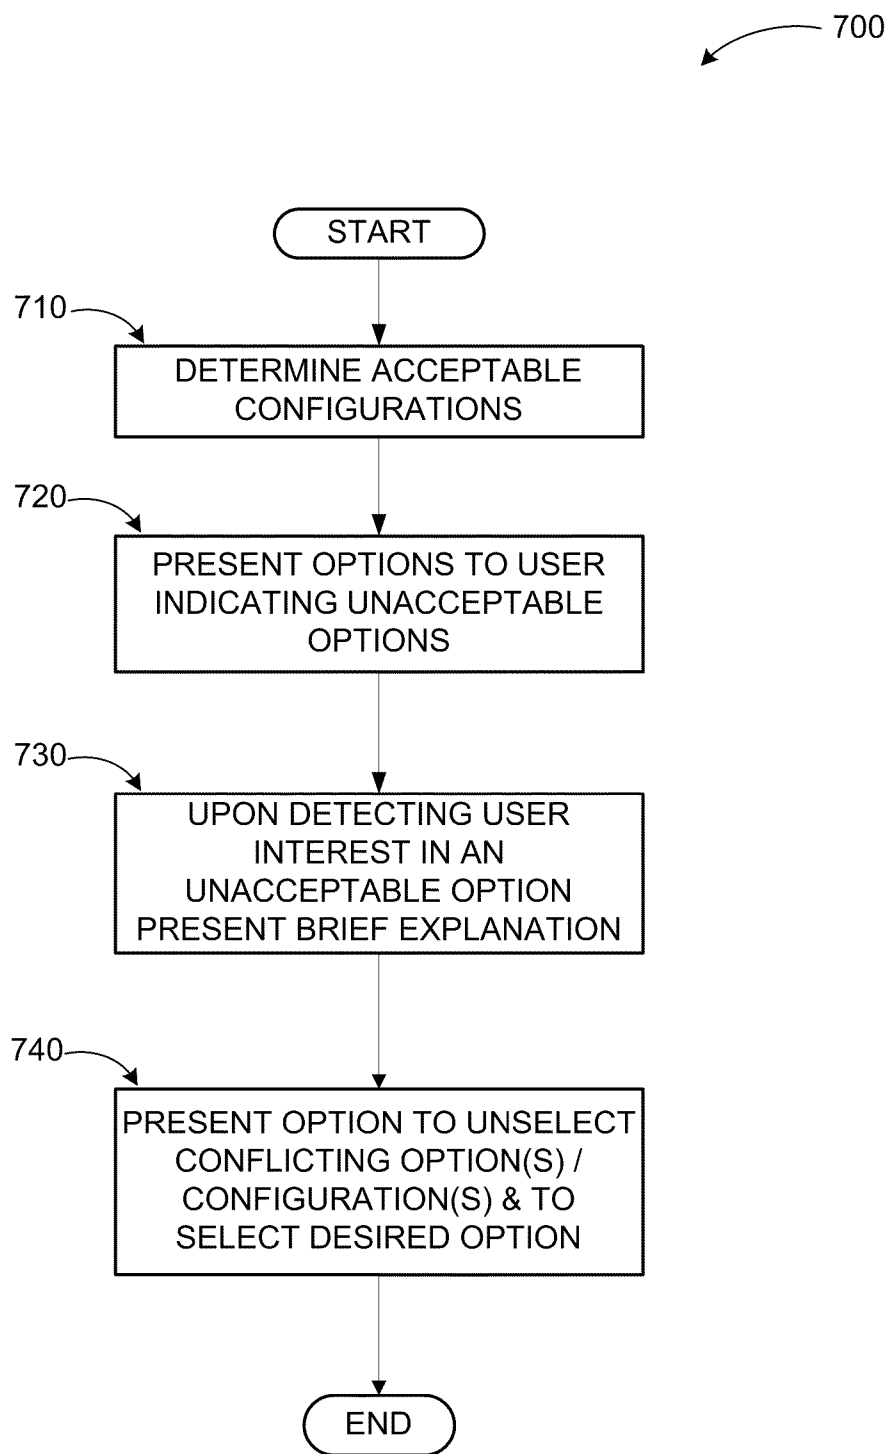 700
START
710
DETERMINE ACCEPTABLE
CONFIGURATIONS
720
PRESENT OPTIONS TO USER
INDICATING UNACCEPTABLE
OPTIONS
730
UPON DETECTING USER
INTEREST IN AN
UNACCEPTABLE OPTION
PRESENT BRIEF EXPLANATION
740
PRESENT OPTION TO UNSELECT
CONFLICTING OPTION(S) /
CONFIGURATION(S) & TO
SELECT DESIRED OPTION
END